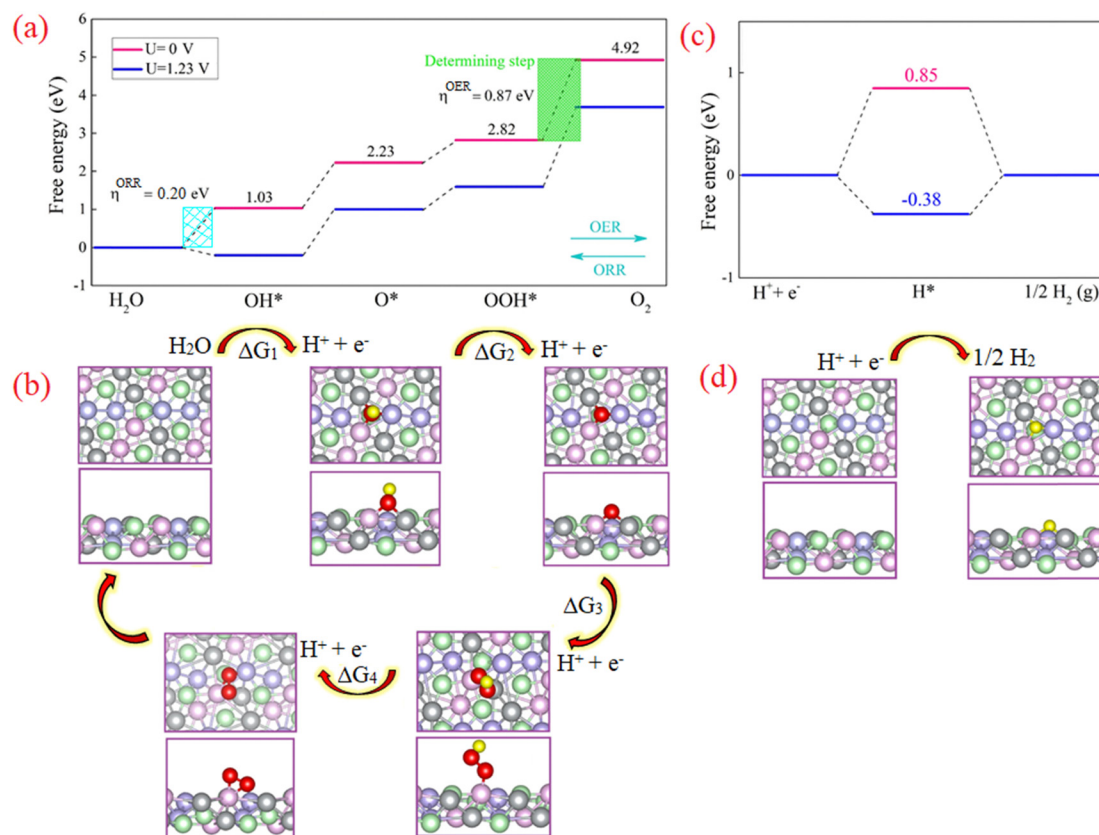 (a)
Free energy (eV)
6
5
4
3
2
1
0
-1
U= 0 V
U=1.23 V
Determining step
η^OER = 0.87 eV
η^ORR = 0.20 eV
1.03
2.23
2.82
4.92
OER
ORR
H₂O
OH*
O*
OOH*
O₂
(c)
Free energy (eV)
1
0
-1
0.85
-0.38
H⁺+ e⁻
H*
1/2 H₂ (g)
(b)
H₂O
ΔG₁
H⁺ + e⁻
ΔG₂
H⁺ + e⁻
ΔG₃
H⁺ + e⁻
ΔG₄
H⁺ + e⁻
(d)
H⁺ + e⁻
1/2 H₂